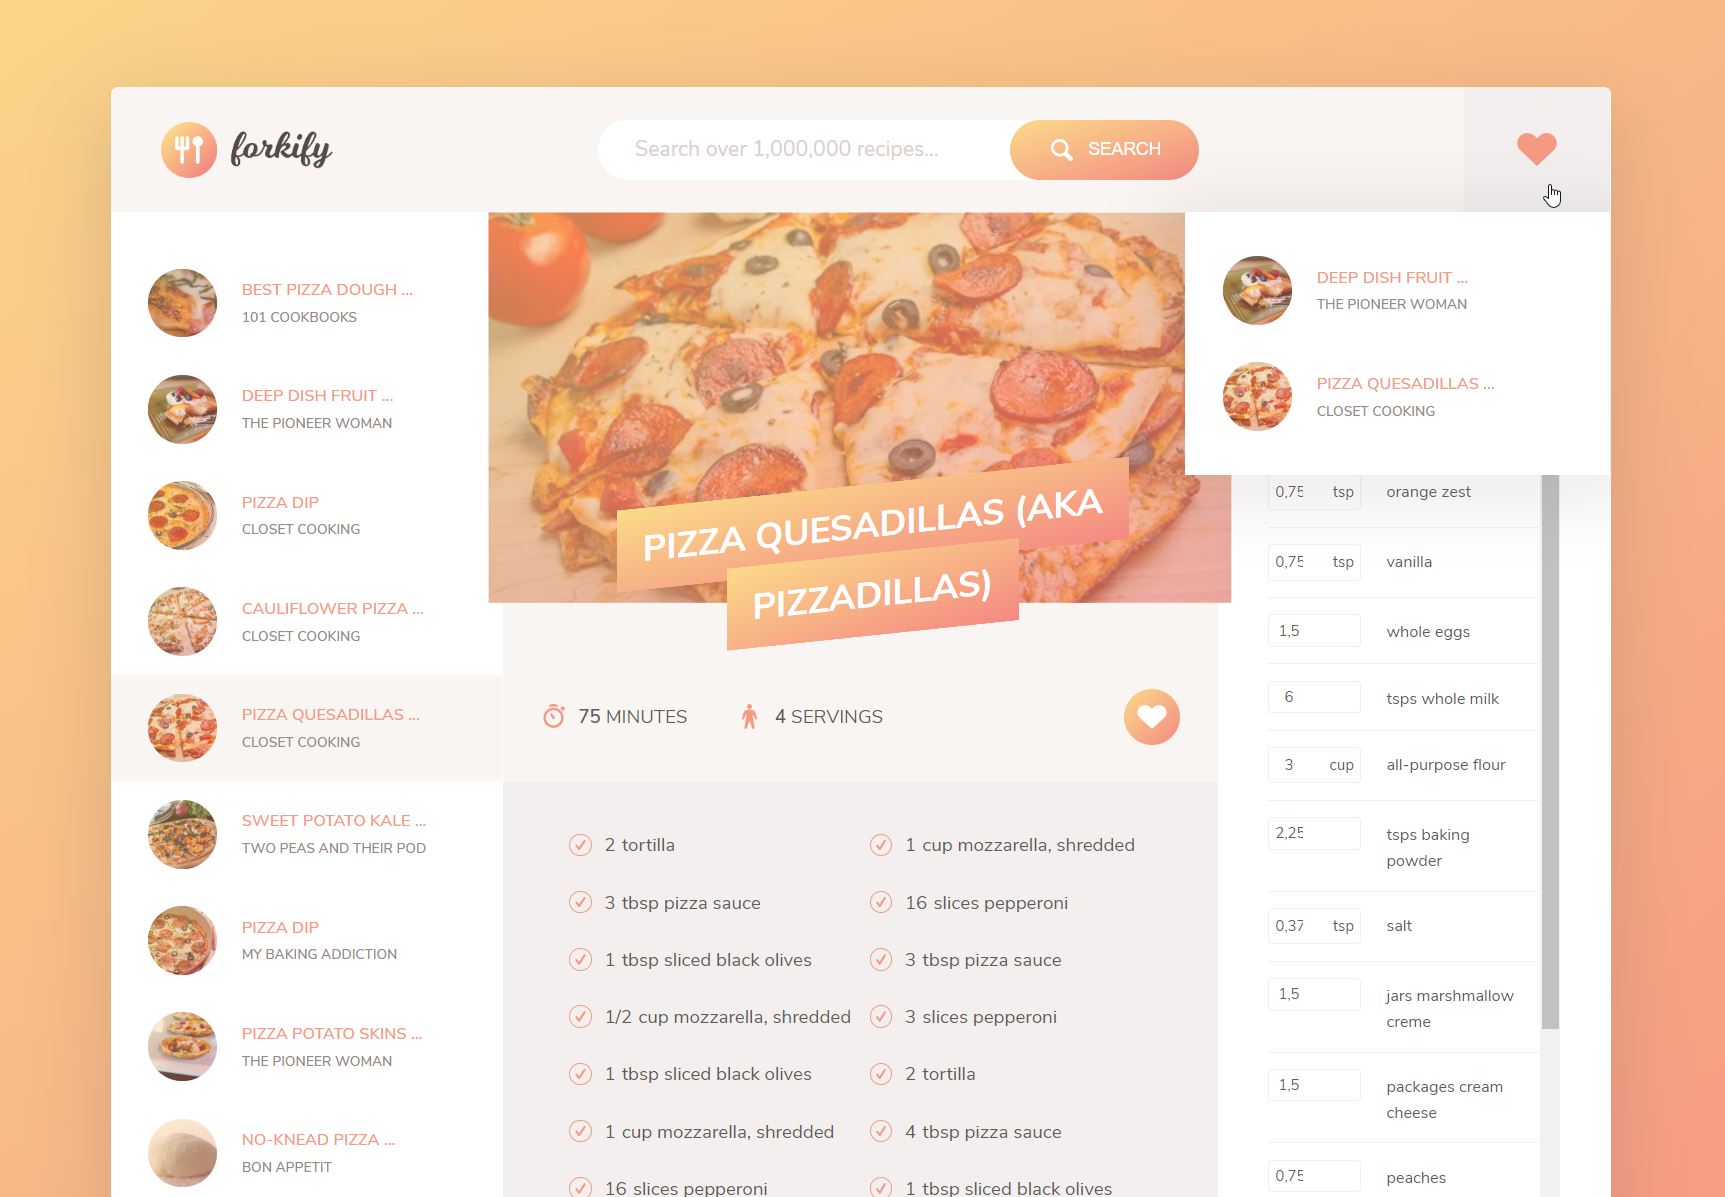 forkify
Search over 1,000,000 recipes...
SEARCH
BEST PIZZA DOUGH ...
101 COOKBOOKS
DEEP DISH FRUIT ...
THE PIONEER WOMAN
PIZZA DIP
CLOSET COOKING
CAULIFLOWER PIZZA ...
CLOSET COOKING
PIZZA QUESADILLAS ...
CLOSET COOKING
SWEET POTATO KALE ...
TWO PEAS AND THEIR POD
PIZZA DIP
MY BAKING ADDICTION
PIZZA POTATO SKINS ...
THE PIONEER WOMAN
NO-KNEAD PIZZA ...
BON APPETIT
PIZZA QUESADILLAS (AKA
PIZZADILLAS)
75 MINUTES
4 SERVINGS
2 tortilla
1 cup mozzarella, shredded
3 tbsp pizza sauce
16 slices pepperoni
1 tbsp sliced black olives
3 tbsp pizza sauce
1/2 cup mozzarella, shredded
3 slices pepperoni
1 tbsp sliced black olives
2 tortilla
1 cup mozzarella, shredded
4 tbsp pizza sauce
16 slices pepperoni
1 tbsp sliced black olives
DEEP DISH FRUIT ...
THE PIONEER WOMAN
PIZZA QUESADILLAS ...
CLOSET COOKING
0,75 tsp orange zest
0,75 tsp vanilla
1,5 whole eggs
6 tsps whole milk
3 cup all-purpose flour
2,25 tsps baking
powder
0,37 tsp salt
1,5 jars marshmallow
creme
1,5 packages cream
cheese
0,75 peaches